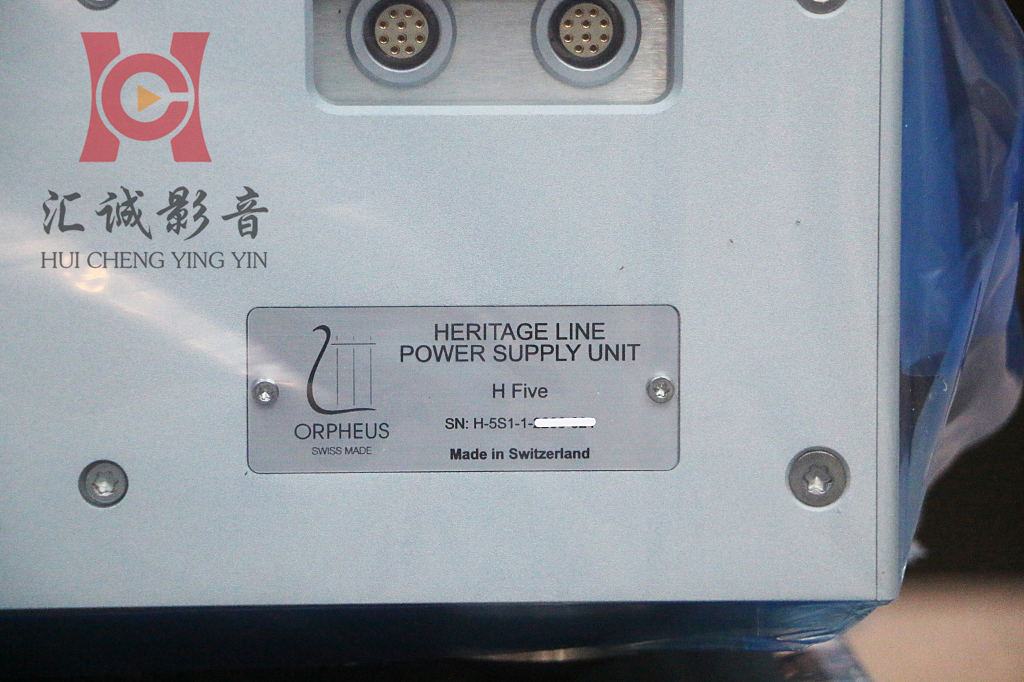 汇诚影音
HUI CHENG YING YIN
HERITAGE LINE
POWER SUPPLY UNIT
H Five
SN: H-5S1-1-
ORPHEUS
SWISS MADE
Made in Switzerland